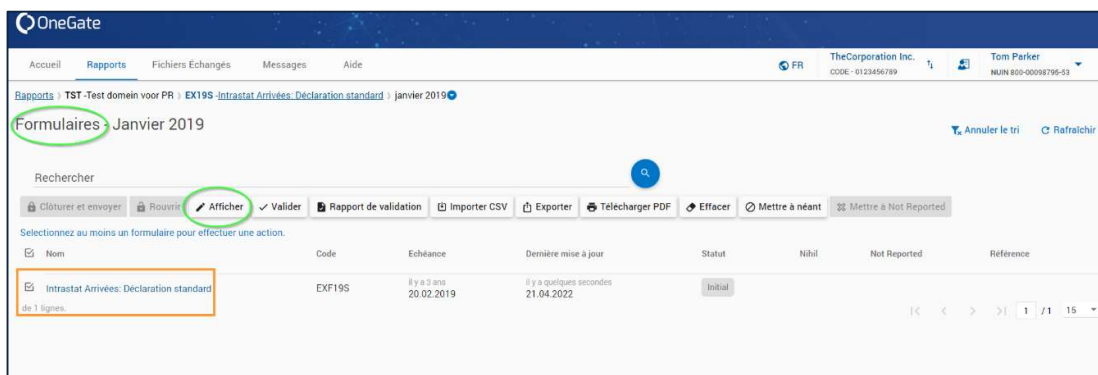 OneGate
Accueil Rapports Fichiers Échangés Messages Aide FR TheCorporation Inc. Tom Parker
CODE - 0123456789 NUIN 800-00098795-53
Rapports TST -Test domein voor PR EX19S -Intrastat Arrivées: Déclaration standard janvier 2019
Formulaires - Janvier 2019
Annuler le tri Rafraîchir
Rechercher
Clôturer et envoyer Rouvrir Afficher Valider Rapport de validation Importer CSV Exporter Télécharger PDF Effacer Mettre à néant Mettre à Not Reported
Selectionnez au moins un formulaire pour effectuer une action.
Nom Code Echéance Dernière mise à jour Statut Nihil Not Reported Référence
Intrastat Arrivées: Déclaration standard EXF19S il y a 3 ans il y a quelques secondes Initial
20.02.2019 21.04.2022
de 1 lignes. 1 / 1 15